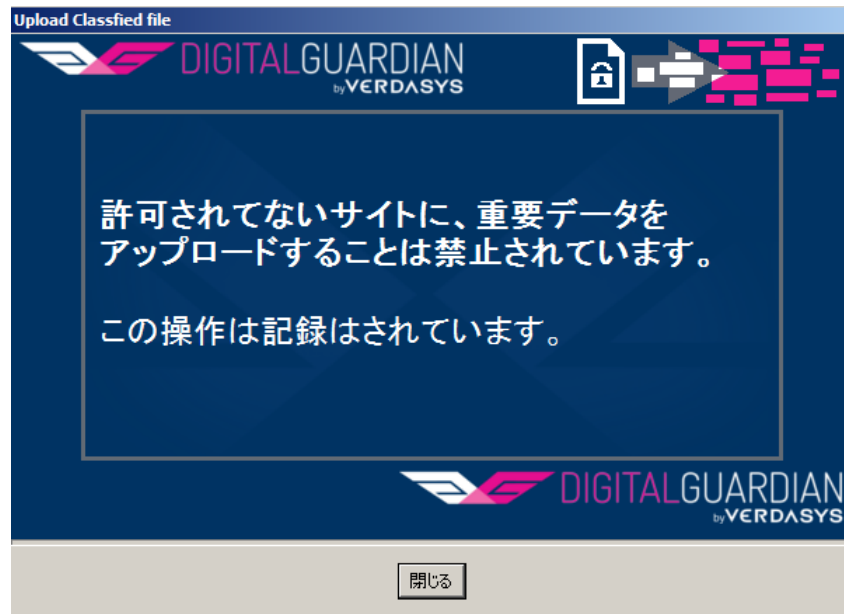 Upload Classfied file
DIGITALGUARDIAN
by VERDASYS
許可されてないサイトに、重要データを
アップロードすることは禁止されています。
この操作は記録はされています。
DIGITALGUARDIAN
by VERDASYS
閉じる